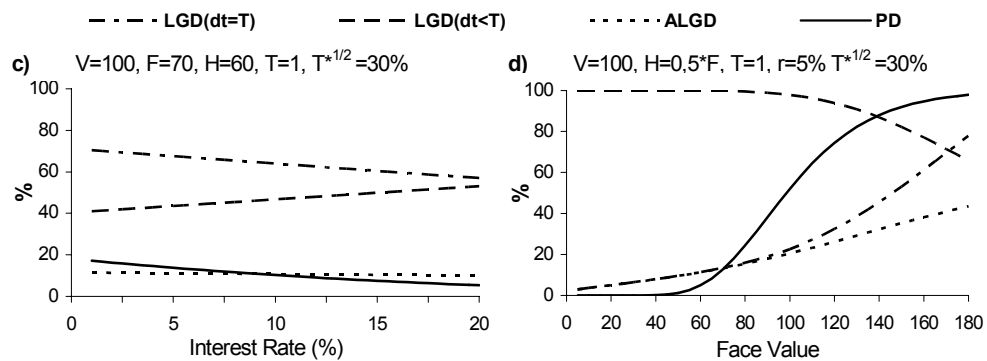 LGD(dt=T) LGD(dt<T) ALGD PD
c) V=100, F=70, H=60, T=1, T*^1/2 =30%
100
80
60
40
20
0
%
0 5 10 15 20
Interest Rate (%)
d) V=100, H=0,5*F, T=1, r=5% T*^1/2 =30%
100
80
60
40
20
0
%
0 20 40 60 80 100 120 140 160 180
Face Value